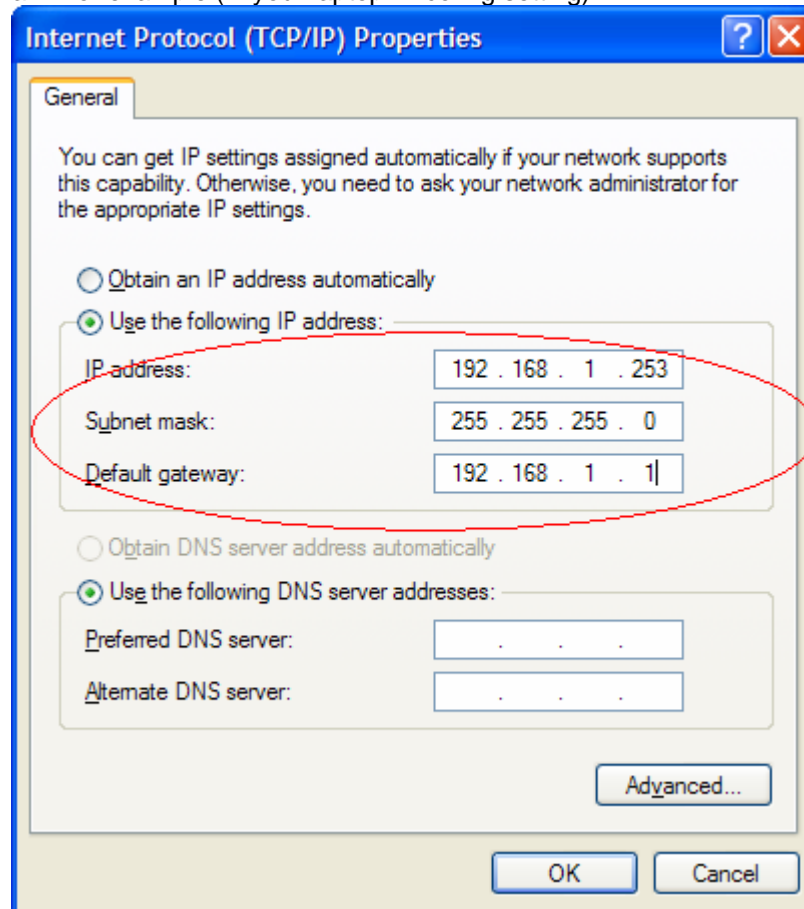 Internet Protocol (TCP/IP) Properties
General
You can get IP settings assigned automatically if your network supports
this capability. Otherwise, you need to ask your network administrator for
the appropriate IP settings.
Obtain an IP address automatically
Use the following IP address:
IP address: 192 . 168 . 1 . 253
Subnet mask: 255 . 255 . 255 . 0
Default gateway: 192 . 168 . 1 . 1
Obtain DNS server address automatically
Use the following DNS server addresses:
Preferred DNS server: . . .
Alternate DNS server: . . .
Advanced...
OK Cancel